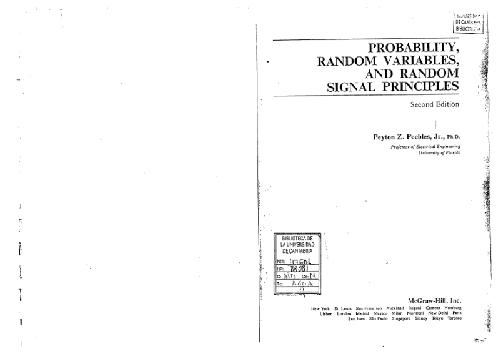 PROBABILITY,
RANDOM VARIABLES,
AND RANDOM
SIGNAL PRINCIPLES
Second Edition
Peyton Z. Peebles, Jr., Ph.D.
Professor of Electrical Engineering
University of Florida
BIBLIOTECA DE
LA UNIVERSIDAD
DE CANTABRIA
McGraw-Hill, Inc.
New York St. Louis San Francisco Auckland Bogotá Caracas Hamburg
Lisbon London Madrid Mexico Milan Montreal New Delhi Paris
San Juan São Paulo Singapore Sydney Tokyo Toronto